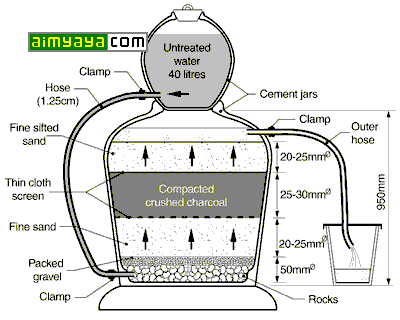 aimyaya.com
Untreated
water
40 litres
Clamp
Hose
(1.25cm)
Cement jars
Clamp
Outer
hose
Fine sifted
sand
20-25mmØ
Thin cloth
screen
Compacted
crushed charcoal
25-30mmØ
950mm
Fine sand
20-25mmØ
Packed
gravel
50mmØ
Clamp
Rocks